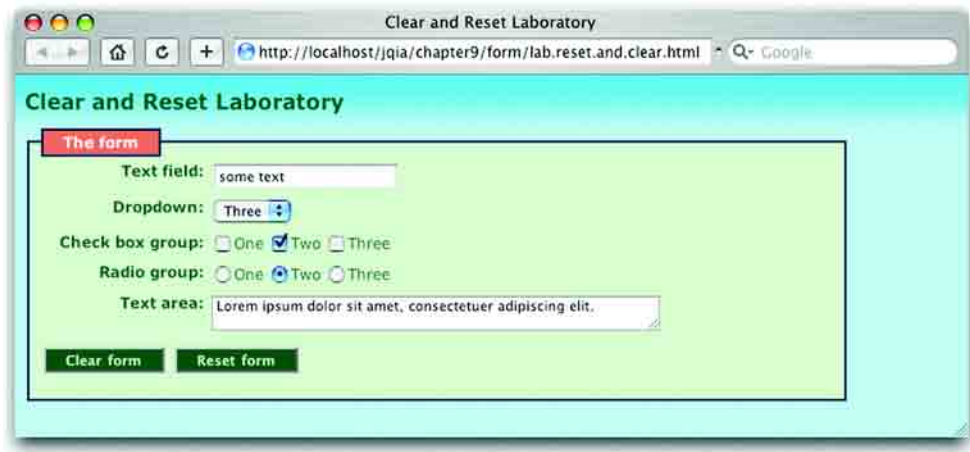 Clear and Reset Laboratory
http://localhost/jqia/chapter9/form/lab.reset.and.clear.html Google
Clear and Reset Laboratory
The form
Text field: some text
Dropdown: Three
Check box group: One Two Three
Radio group: One Two Three
Text area: Lorem ipsum dolor sit amet, consectetuer adipiscing elit.
Clear form Reset form